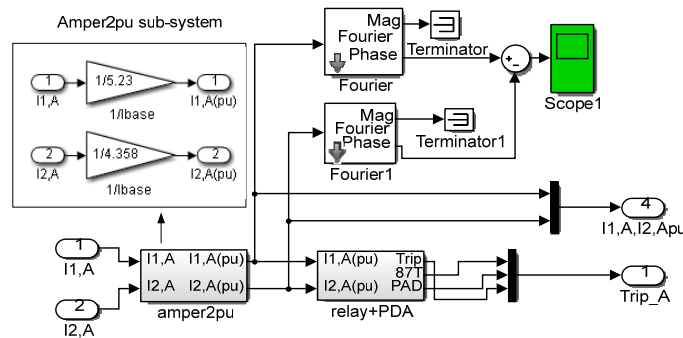 Amper2pu sub-system
1
I1,A
1/5.23
1/Ibase
1
I1,A(pu)
2
I2,A
1/4.358
1/Ibase
2
I2,A(pu)
Mag
Fourier
Phase
Fourier
Terminator
+
-
Scope1
Mag
Fourier
Phase
Fourier1
Terminator1
4
I1,A,I2,Apu
1
I1,A
2
I2,A
I1,A I1,A(pu)
I2,A I2,A(pu)
amper2pu
I1,A(pu) Trip
87T
I2,A(pu) PAD
relay+PDA
1
Trip_A